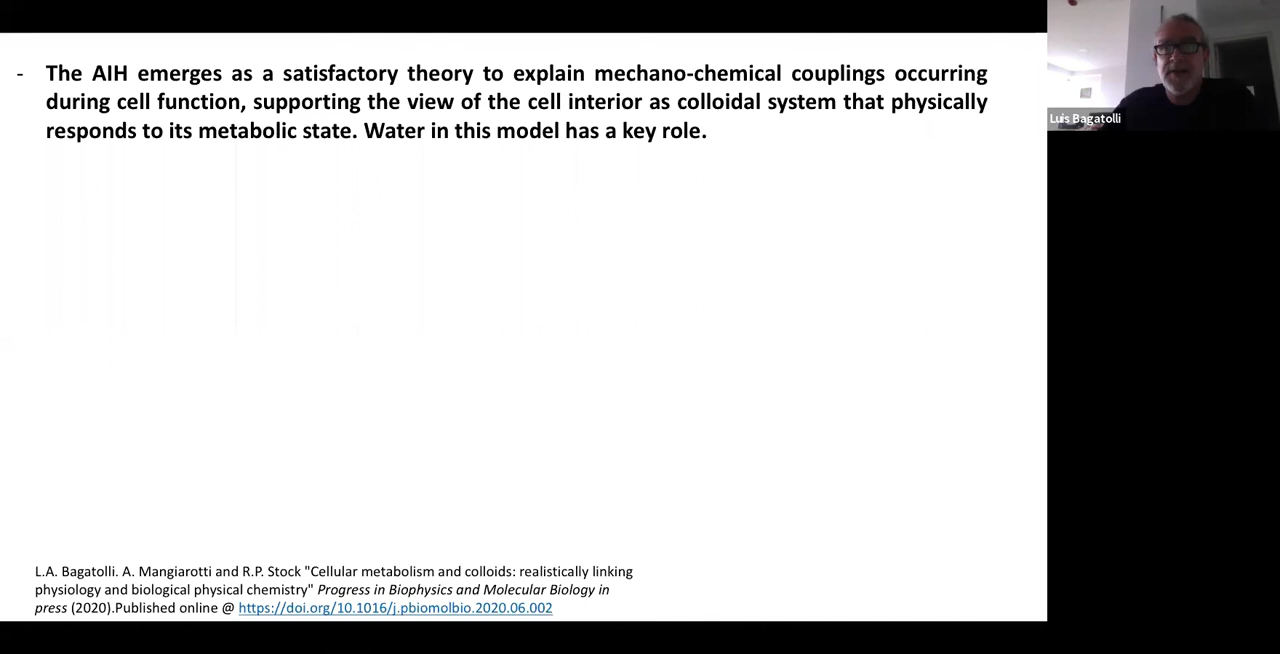 - The AIH emerges as a satisfactory theory to explain mechano-chemical couplings occurring
during cell function, supporting the view of the cell interior as colloidal system that physically
responds to its metabolic state. Water in this model has a key role.
Luis Bagatolli
L.A. Bagatolli. A. Mangiarotti and R.P. Stock "Cellular metabolism and colloids: realistically linking
physiology and biological physical chemistry" Progress in Biophysics and Molecular Biology in
press (2020).Published online @ https://doi.org/10.1016/j.pbiomolbio.2020.06.002